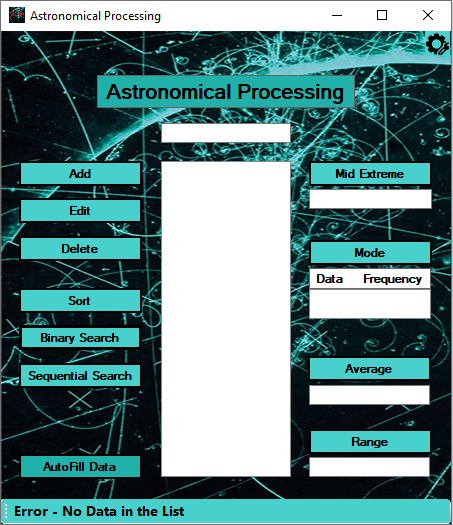 Astronomical Processing
Astronomical Processing
Add
Edit
Delete
Sort
Binary Search
Sequential Search
AutoFill Data
Mid Extreme
Mode
Data Frequency
Average
Range
Error - No Data in the List